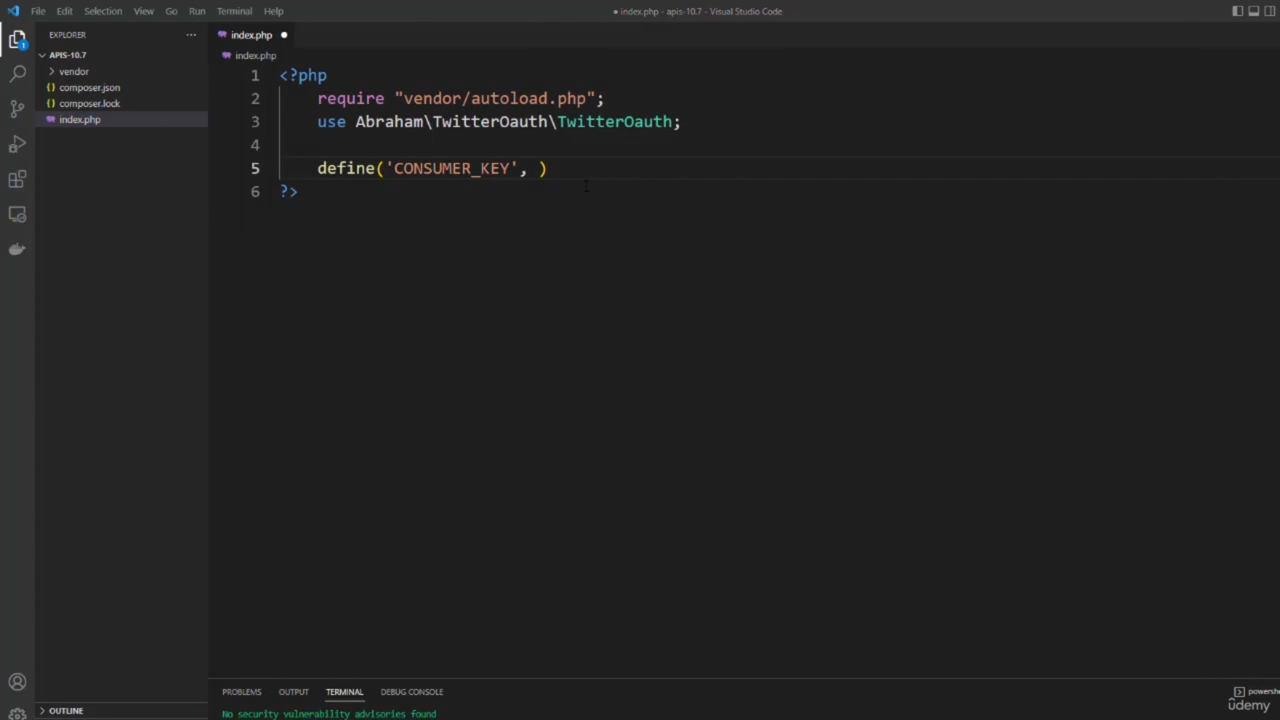 File Edit Selection View Go Run Terminal Help
● index.php - apis-10.7 - Visual Studio Code
EXPLORER
APIS-10.7
vendor
composer.json
composer.lock
index.php
OUTLINE
1
index.php
index.php
1 <?php
2 require "vendor/autoload.php";
3 use Abraham\TwitterOauth\TwitterOauth;
4
5 define('CONSUMER_KEY', )
6 ?>
PROBLEMS OUTPUT TERMINAL DEBUG CONSOLE
No security vulnerability advisories found
powershe
udemy